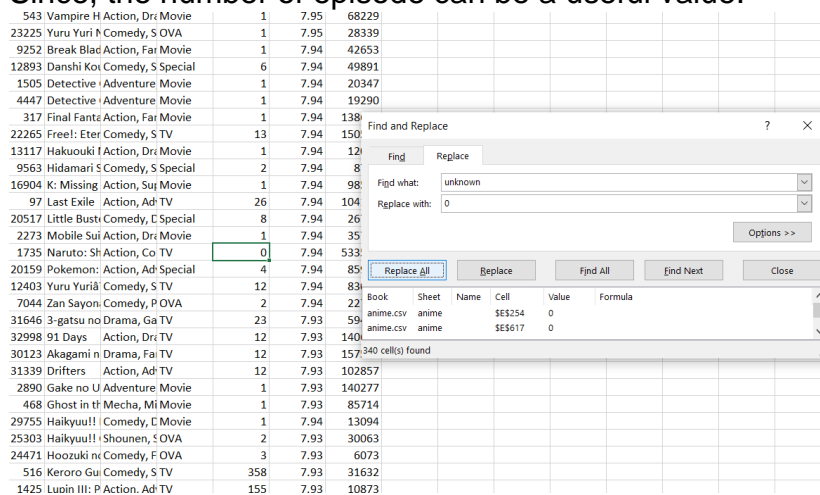 Since, the number of episode can be a useful value.
543 Vampire H Action, Dra Movie 1 7.95 68229
23225 Yuru Yuri N Comedy, S OVA 1 7.95 28339
9252 Break Blad Action, Fan Movie 1 7.94 42653
12893 Danshi Kou Comedy, S Special 6 7.94 49891
1505 Detective Adventure Movie 1 7.94 20347
4447 Detective Adventure Movie 1 7.94 19290
317 Final Fanta Action, Fan Movie 1 7.94
22265 Free!: Eter Comedy, S TV 13 7.94
13117 Hakuouki Action, Dra Movie 1 7.94
9563 Hidamari S Comedy, S Special 2 7.94
16904 K: Missing Action, Sup Movie 1 7.94
97 Last Exile Action, Adv TV 26 7.94
20517 Little Bust Comedy, D Special 8 7.94
2273 Mobile Sui Action, Dra Movie 1 7.94
1735 Naruto: Sh Action, Co TV 0 7.94
20159 Pokemon: Action, Adv Special 4 7.94
12403 Yuru Yuriâ Comedy, S TV 12 7.94
7044 Zan Sayon Comedy, P OVA 2 7.94
31646 3-gatsu no Drama, Ga TV 23 7.93
32998 91 Days Action, Dra TV 12 7.93
30123 Akagami n Drama, Fan TV 12 7.93
31339 Drifters Action, Adv TV 12 7.93 102857
2890 Gake no U Adventure Movie 1 7.93 140277
468 Ghost in th Mecha, Mi Movie 1 7.93 85714
29755 Haikyuu!! Comedy, D Movie 1 7.94 13094
25303 Haikyuu!! Shounen, S OVA 2 7.93 30063
24471 Hoozuki no Comedy, F OVA 3 7.93 6073
516 Keroro Gu Comedy, S TV 358 7.93 31632
1425 Lupin III: P Action, Adv TV 155 7.93 10873
Find and Replace ? ×
Find Replace
Find what: unknown
Replace with: 0
Options >>
Replace All Replace Find All Find Next Close
Book Sheet Name Cell Value Formula
anime.csv anime $E$254 0
anime.csv anime $E$617 0
340 cell(s) found